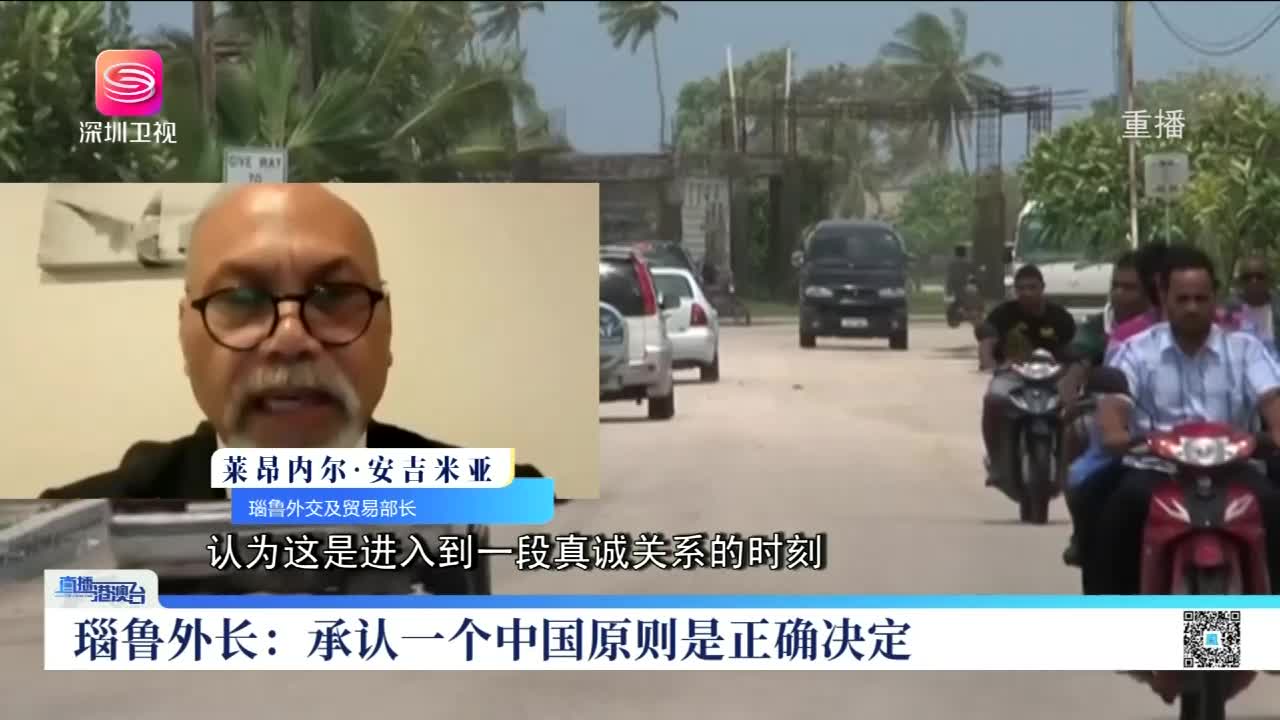 深圳卫视
重播
GIVE WAY
TO
莱昂内尔·安吉米亚
瑙鲁外交及贸易部长
认为这是进入到一段真诚关系的时刻
直播港澳台
瑙鲁外长：承认一个中国原则是正确决定